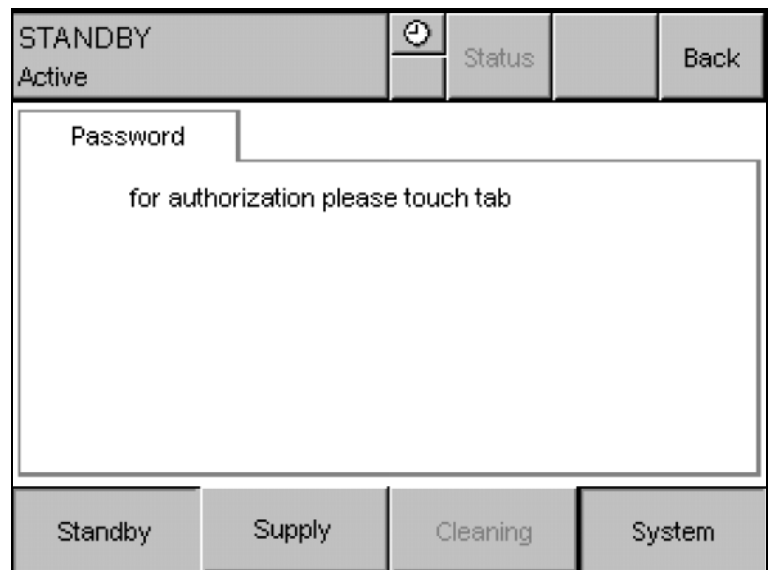 STANDBY
Active
Status
Back
Password
for authorization please touch tab
Standby
Supply
Cleaning
System